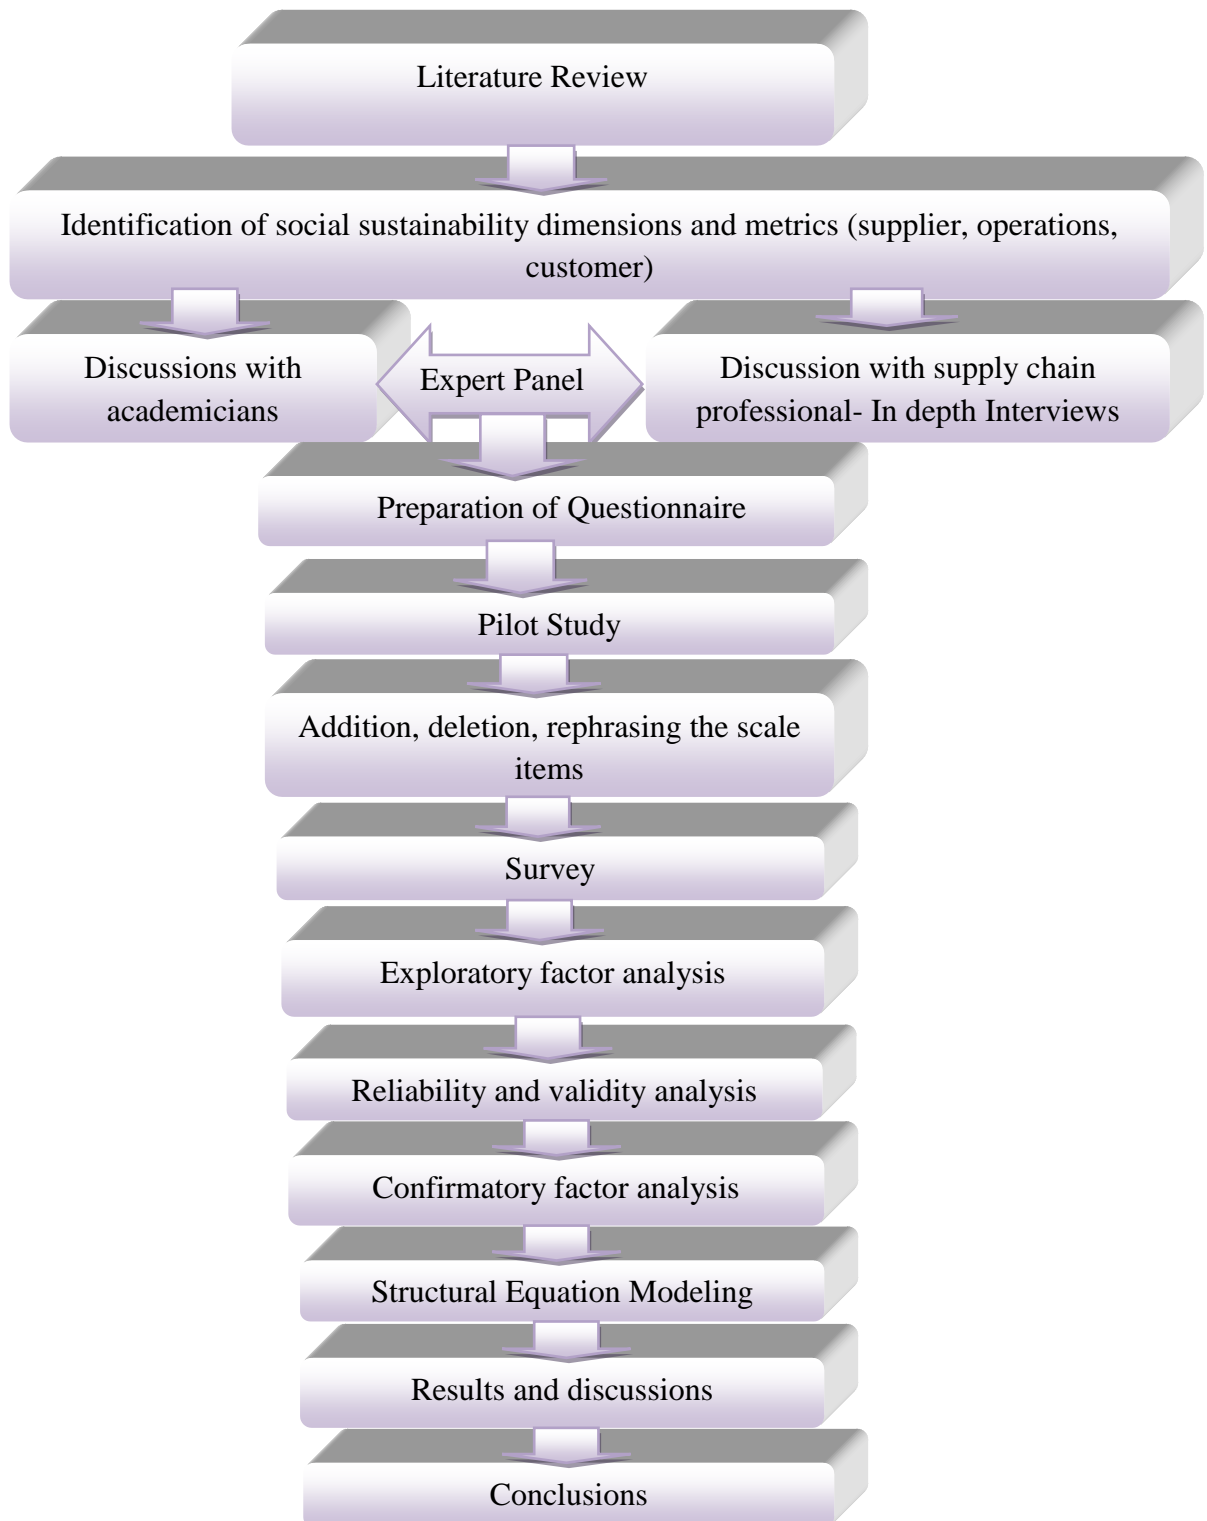 Literature Review
Identification of social sustainability dimensions and metrics (supplier, operations,
customer)
Discussions with
academicians
Expert Panel
Discussion with supply chain
professional- In depth Interviews
Preparation of Questionnaire
Pilot Study
Addition, deletion, rephrasing the scale
items
Survey
Exploratory factor analysis
Reliability and validity analysis
Confirmatory factor analysis
Structural Equation Modeling
Results and discussions
Conclusions